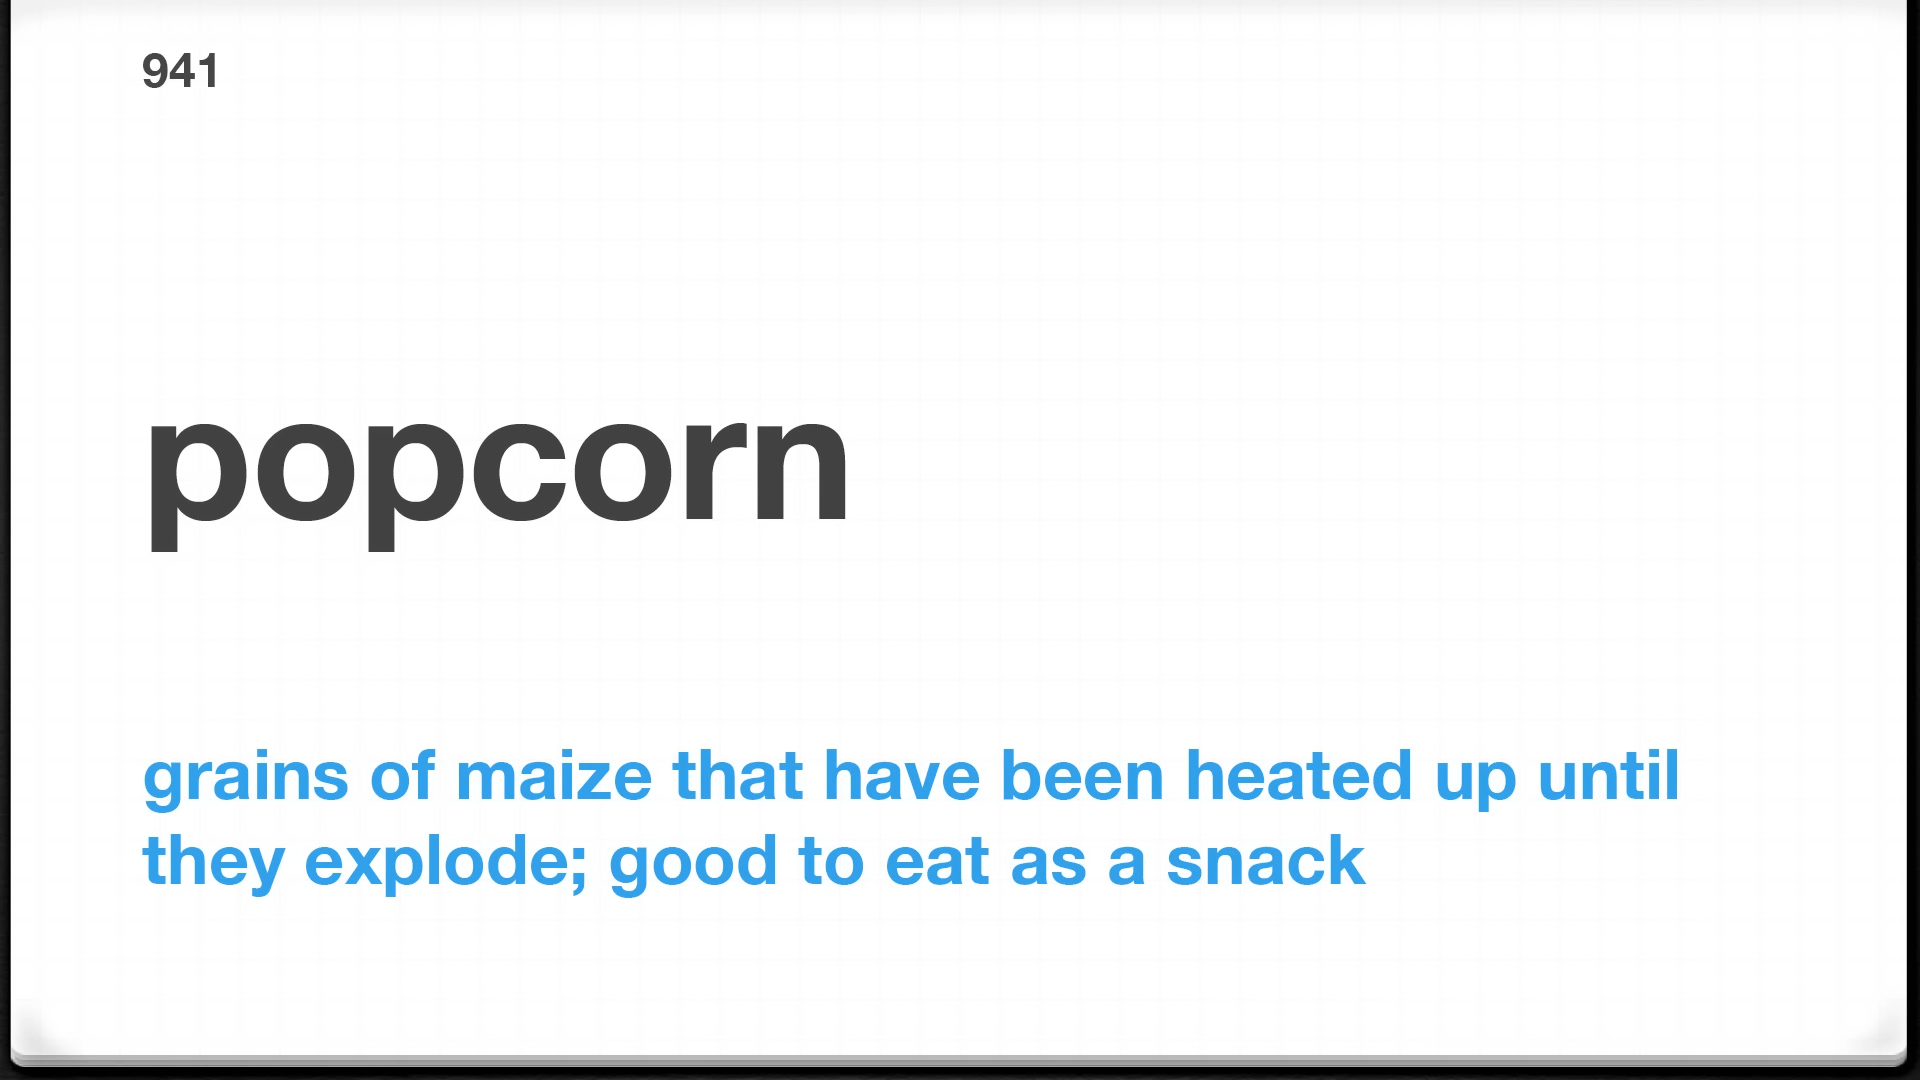 941
popcorn
grains of maize that have been heated up until
they explode; good to eat as a snack